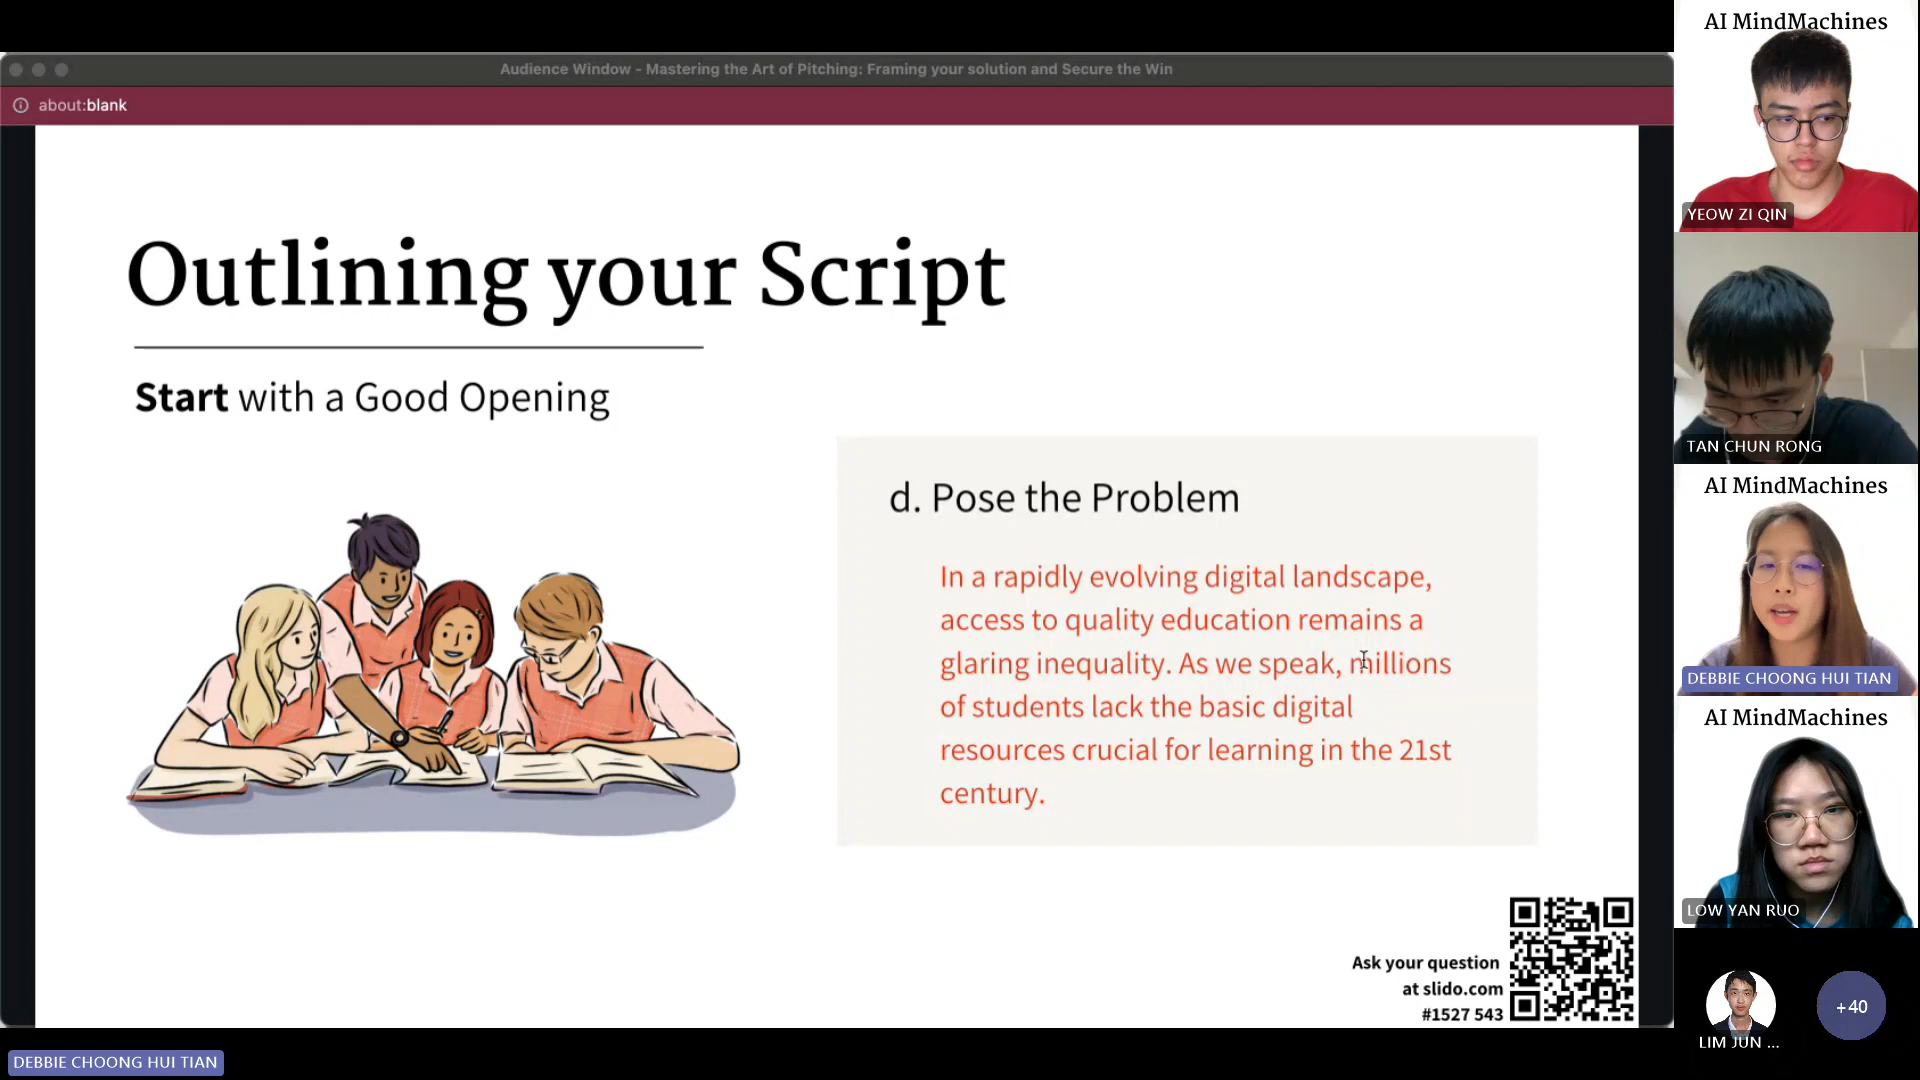 Audience Window - Mastering the Art of Pitching: Framing your solution and Secure the Win
about:blank
Outlining your Script
Start with a Good Opening
d. Pose the Problem
In a rapidly evolving digital landscape,
access to quality education remains a
glaring inequality. As we speak, millions
of students lack the basic digital
resources crucial for learning in the 21st
century.
Ask your question
at slido.com
#1527 543
DEBBIE CHOONG HUI TIAN
AI MindMachines
YEOW ZI QIN
TAN CHUN RONG
AI MindMachines
DEBBIE CHOONG HUI TIAN
AI MindMachines
LOW YAN RUO
LIM JUN ...
+40